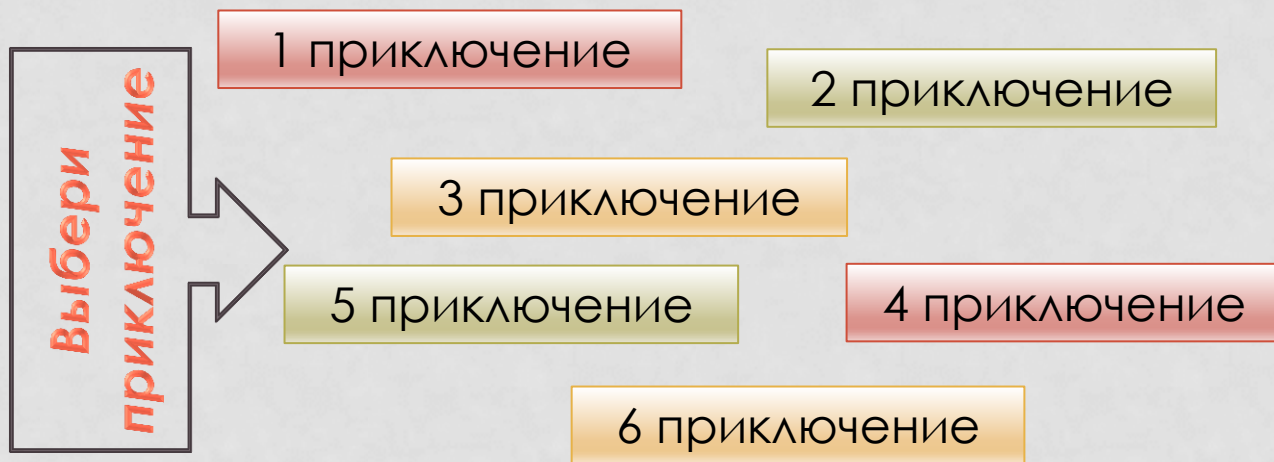 Выбери
приключение
1 приключение
2 приключение
3 приключение
5 приключение
4 приключение
6 приключение